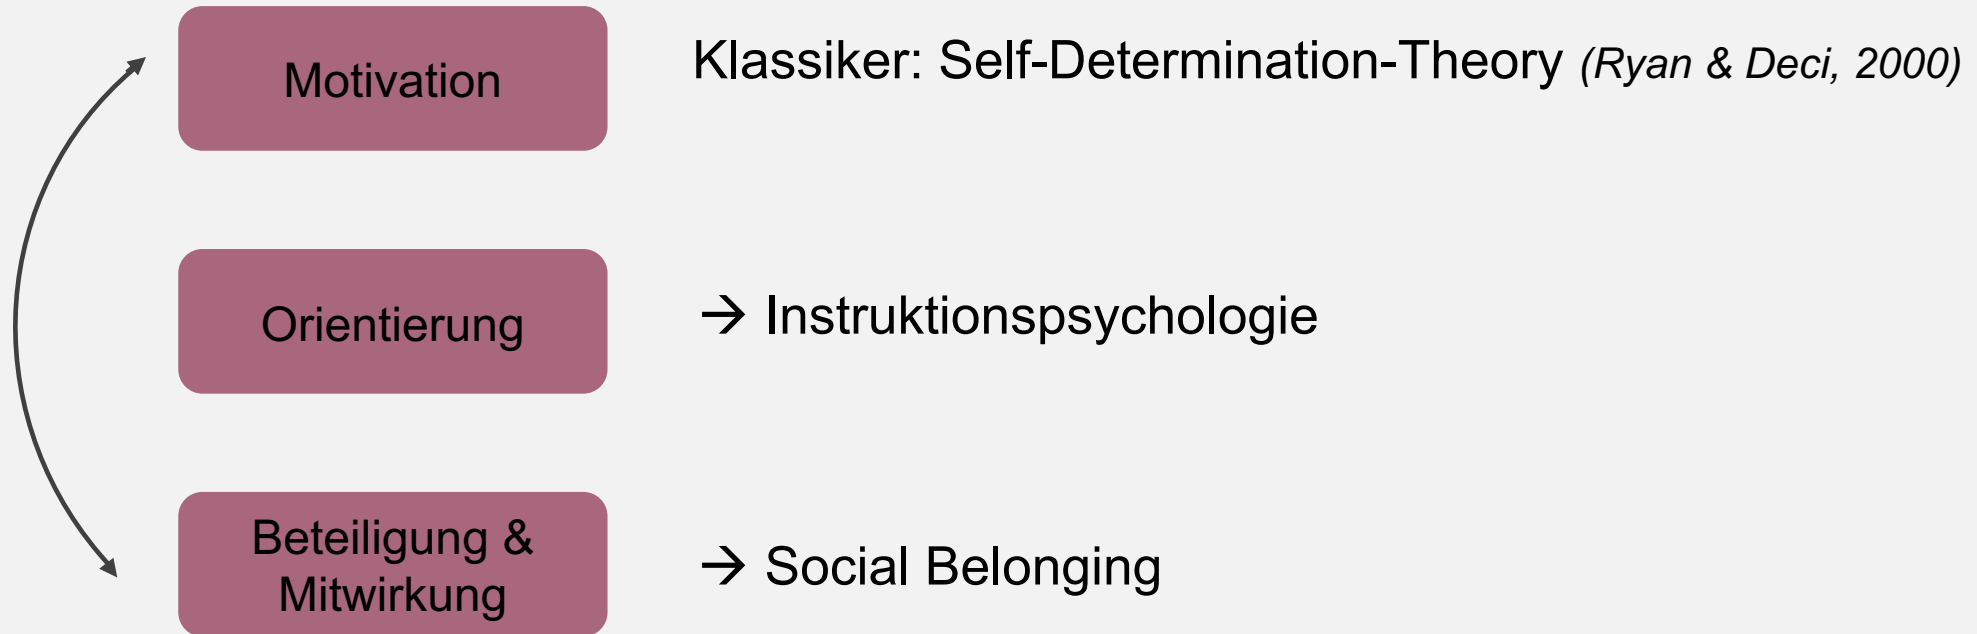 Motivation
Klassiker: Self-Determination-Theory (Ryan & Deci, 2000)
Orientierung
→ Instruktionspsychologie
Beteiligung &
Mitwirkung
→ Social Belonging